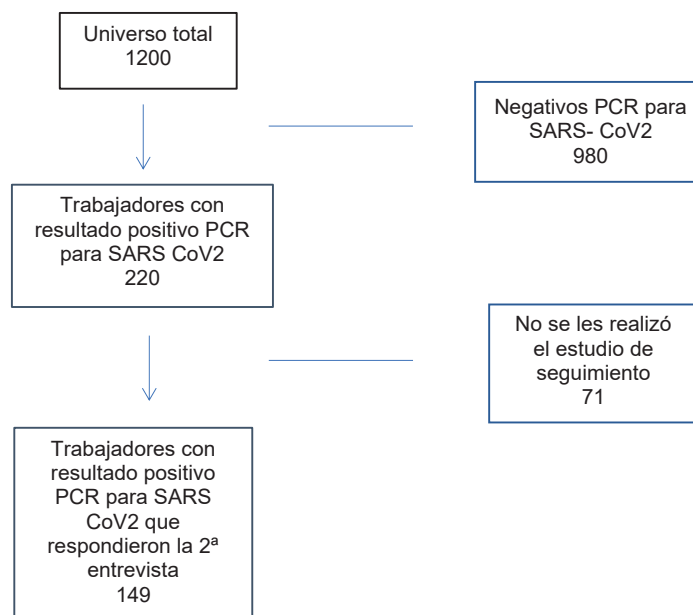 Universo total
1200
Negativos PCR para
SARS- CoV2
980
Trabajadores con
resultado positivo PCR
para SARS CoV2
220
No se les realizó
el estudio de
seguimiento
71
Trabajadores con
resultado positivo
PCR para SARS
CoV2 que
respondieron la 2ª
entrevista
149